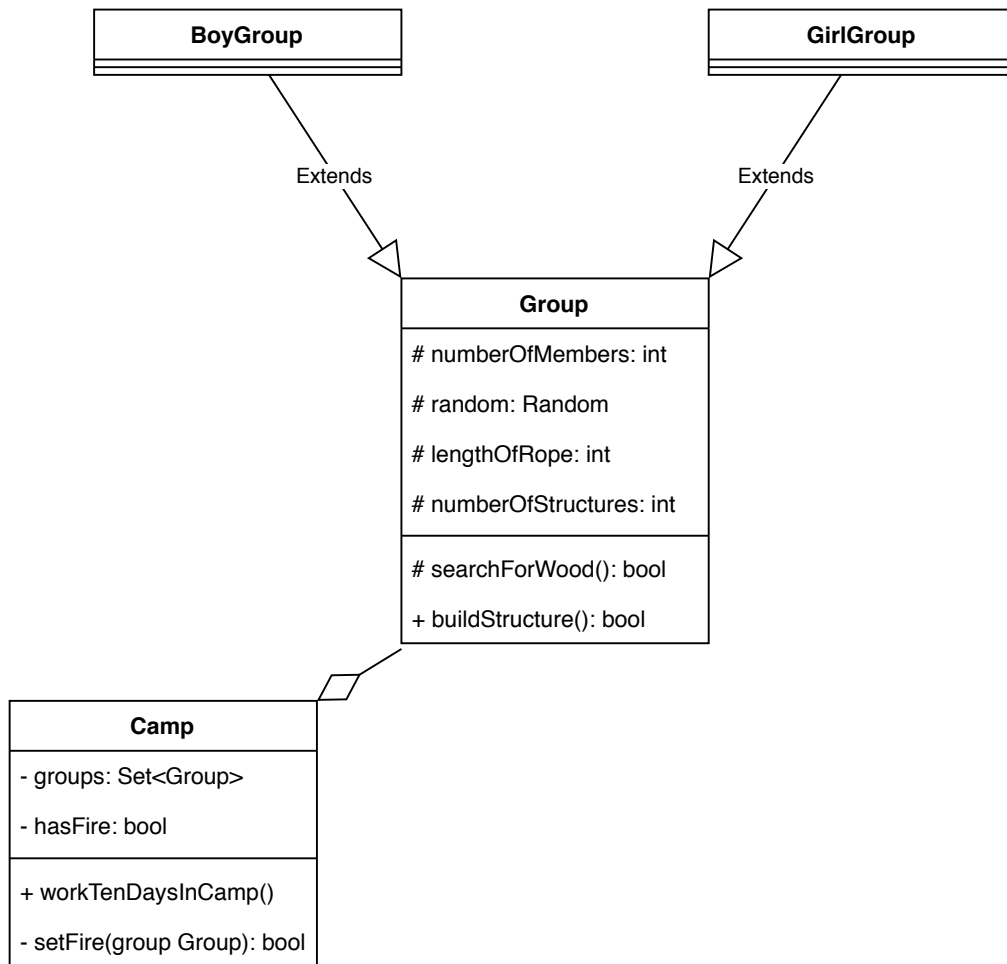 BoyGroup
GirlGroup
Extends
Extends
Group
# numberOfMembers: int
# random: Random
# lengthOfRope: int
# numberOfStructures: int
# searchForWood(): bool
+ buildStructure(): bool
Camp
- groups: Set<Group>
- hasFire: bool
+ workTenDaysInCamp()
- setFire(group Group): bool